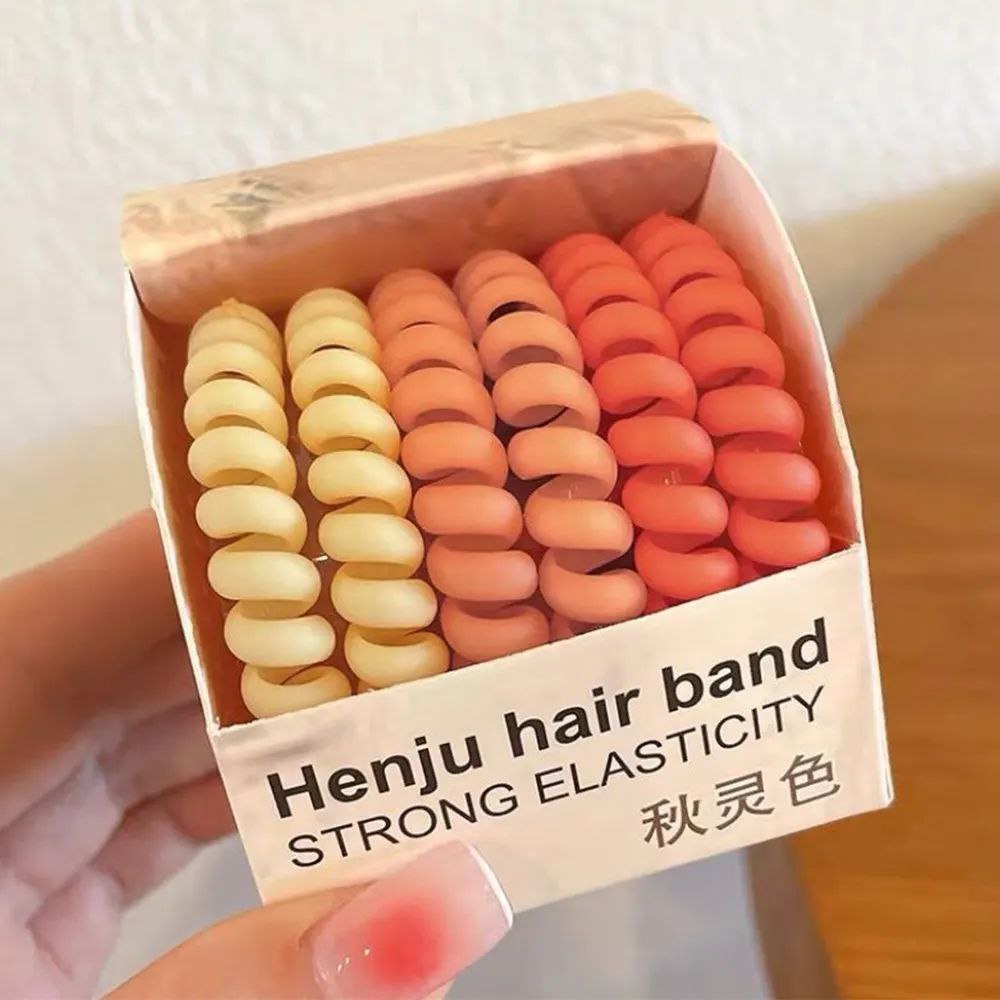 Henju hair band
STRONG ELASTICITY
秋灵色